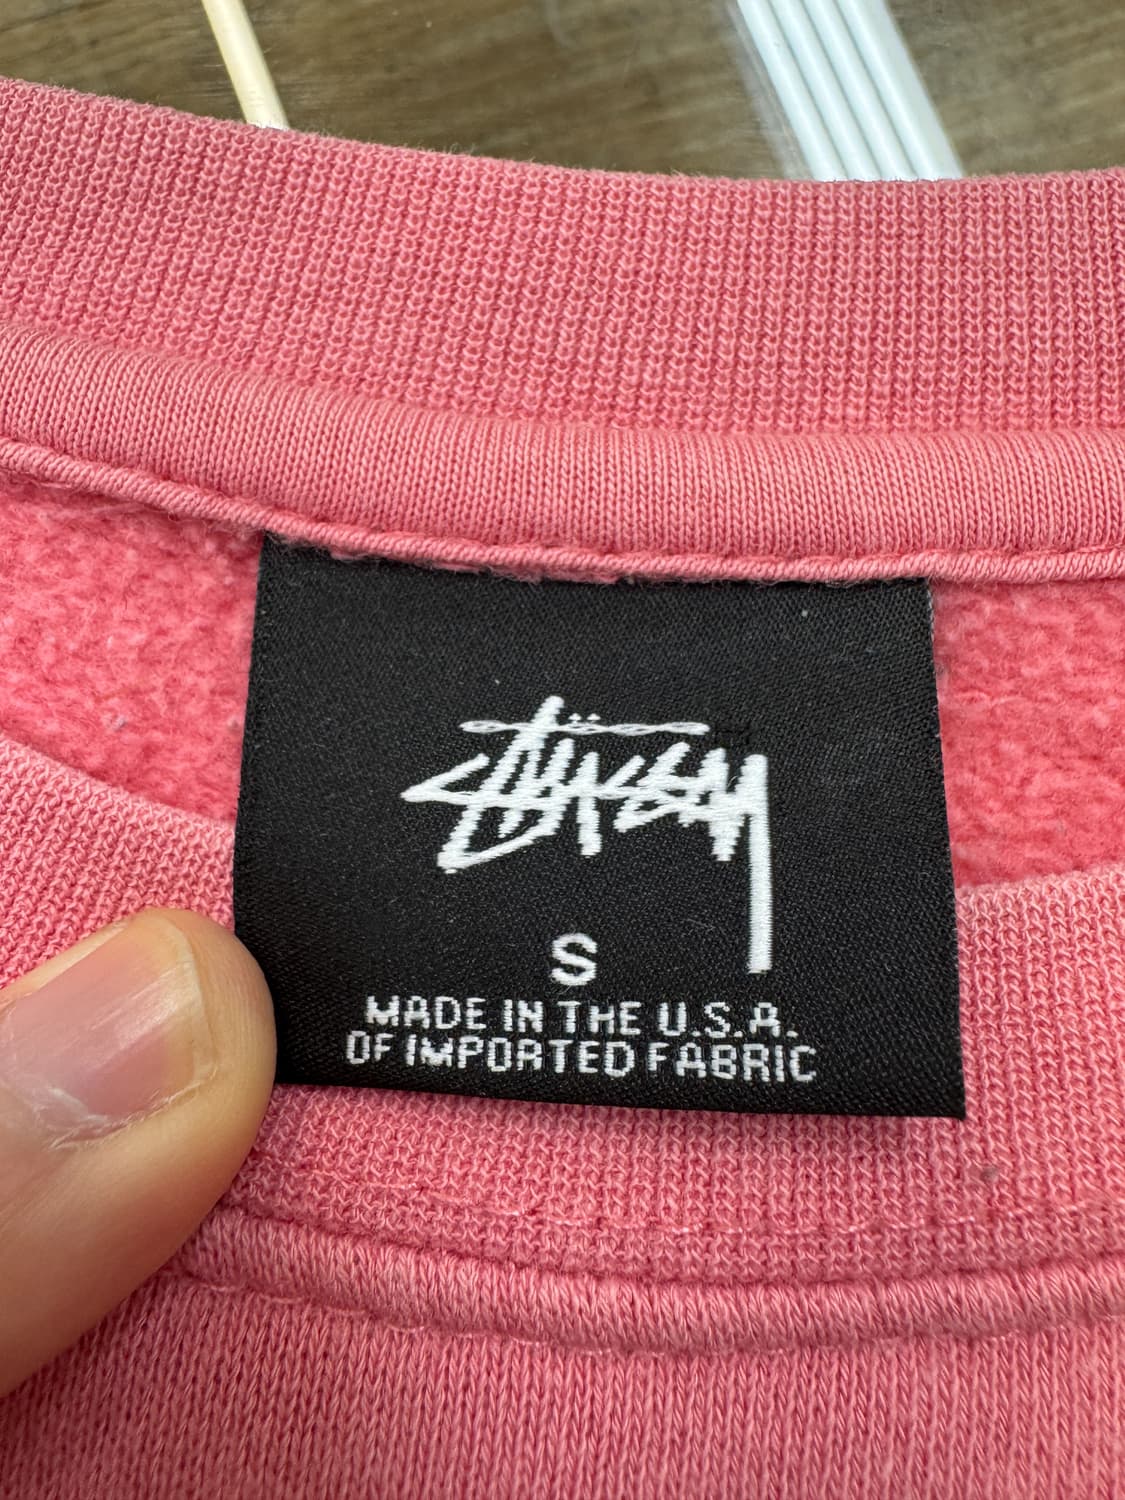 Stüssy
S
MADE IN THE U.S.A.
OF IMPORTED FABRIC